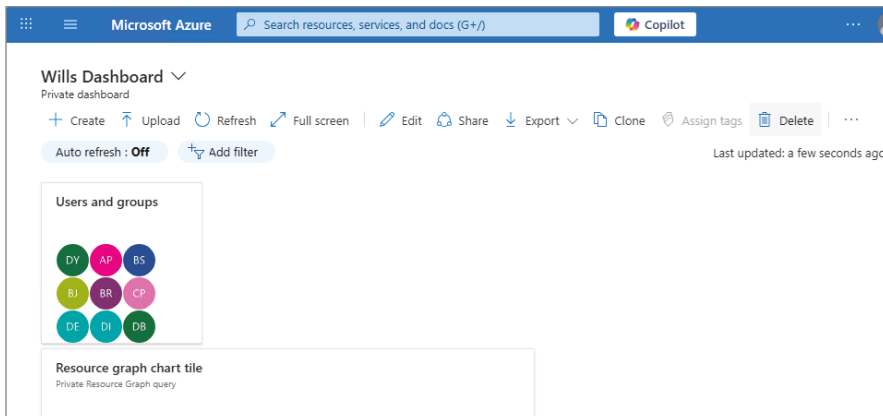 Microsoft Azure Search resources, services, and docs (G+/) Copilot ...
Wills Dashboard
Private dashboard
Create Upload Refresh Full screen Edit Share Export Clone Assign tags Delete ...
Auto refresh : Off Add filter Last updated: a few seconds ago
Users and groups
DY AP BS
BJ BR CP
DE DI DB
Resource graph chart tile
Private Resource Graph query